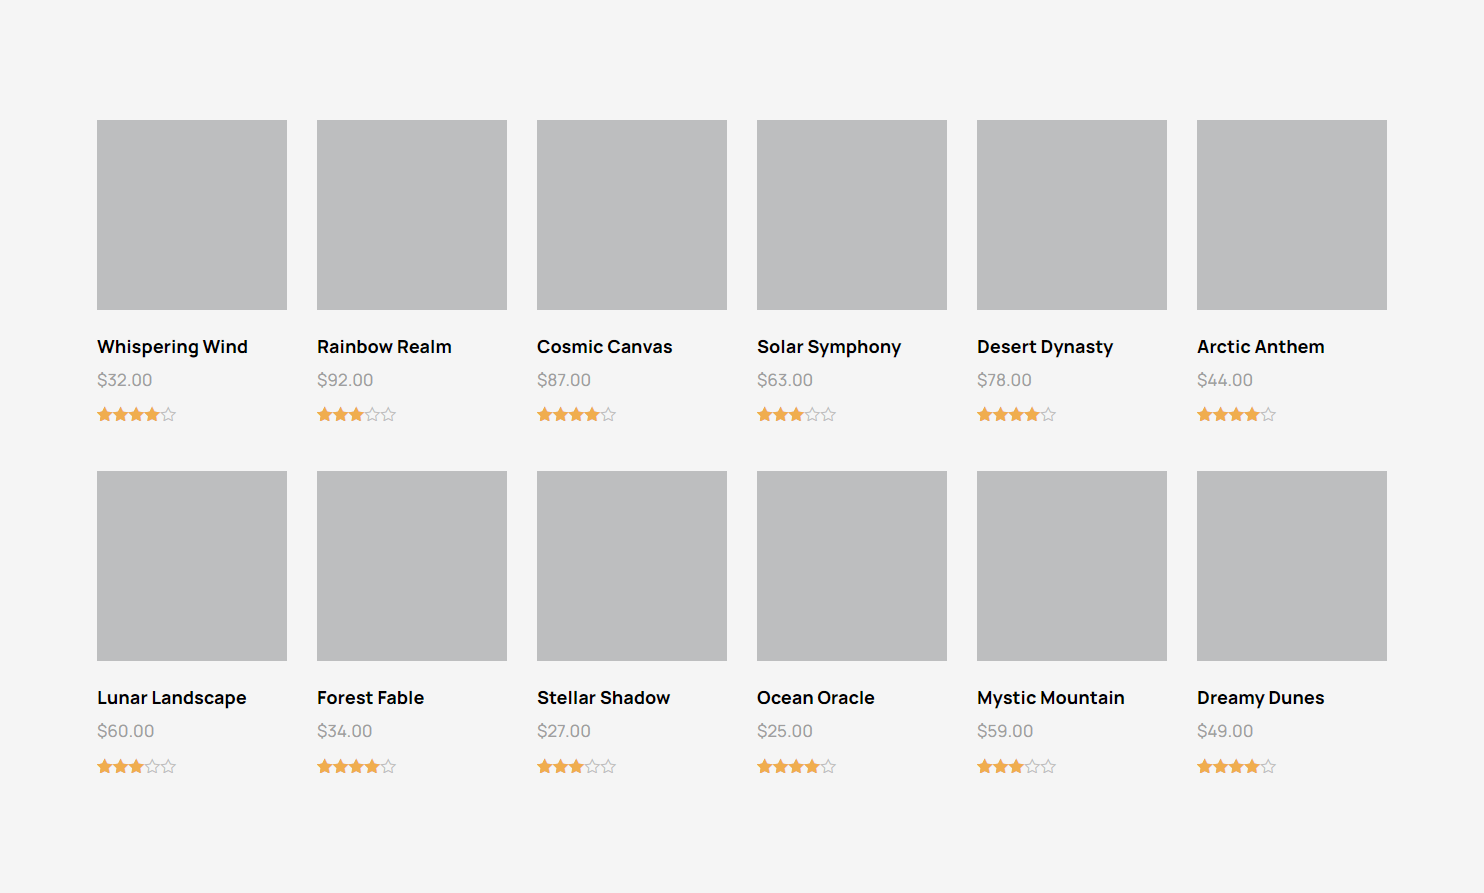 Whispering Wind
$32.00
Rainbow Realm
$92.00
Cosmic Canvas
$87.00
Solar Symphony
$63.00
Desert Dynasty
$78.00
Arctic Anthem
$44.00
Lunar Landscape
$60.00
Forest Fable
$34.00
Stellar Shadow
$27.00
Ocean Oracle
$25.00
Mystic Mountain
$59.00
Dreamy Dunes
$49.00